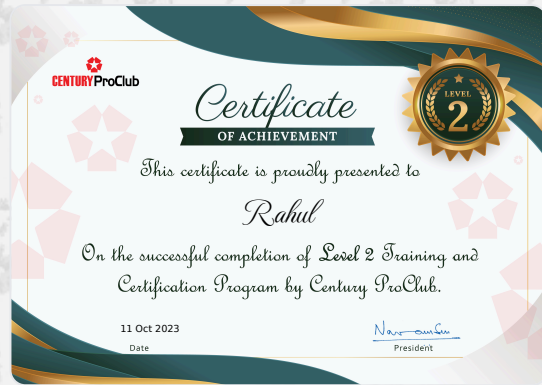 CENTURY ProClub
LEVEL
2
Certificate
OF ACHIEVEMENT
This certificate is proudly presented to
Rahul
On the successful completion of Level 2 Training and
Certification Program by Century ProClub.
11 Oct 2023
Date
President